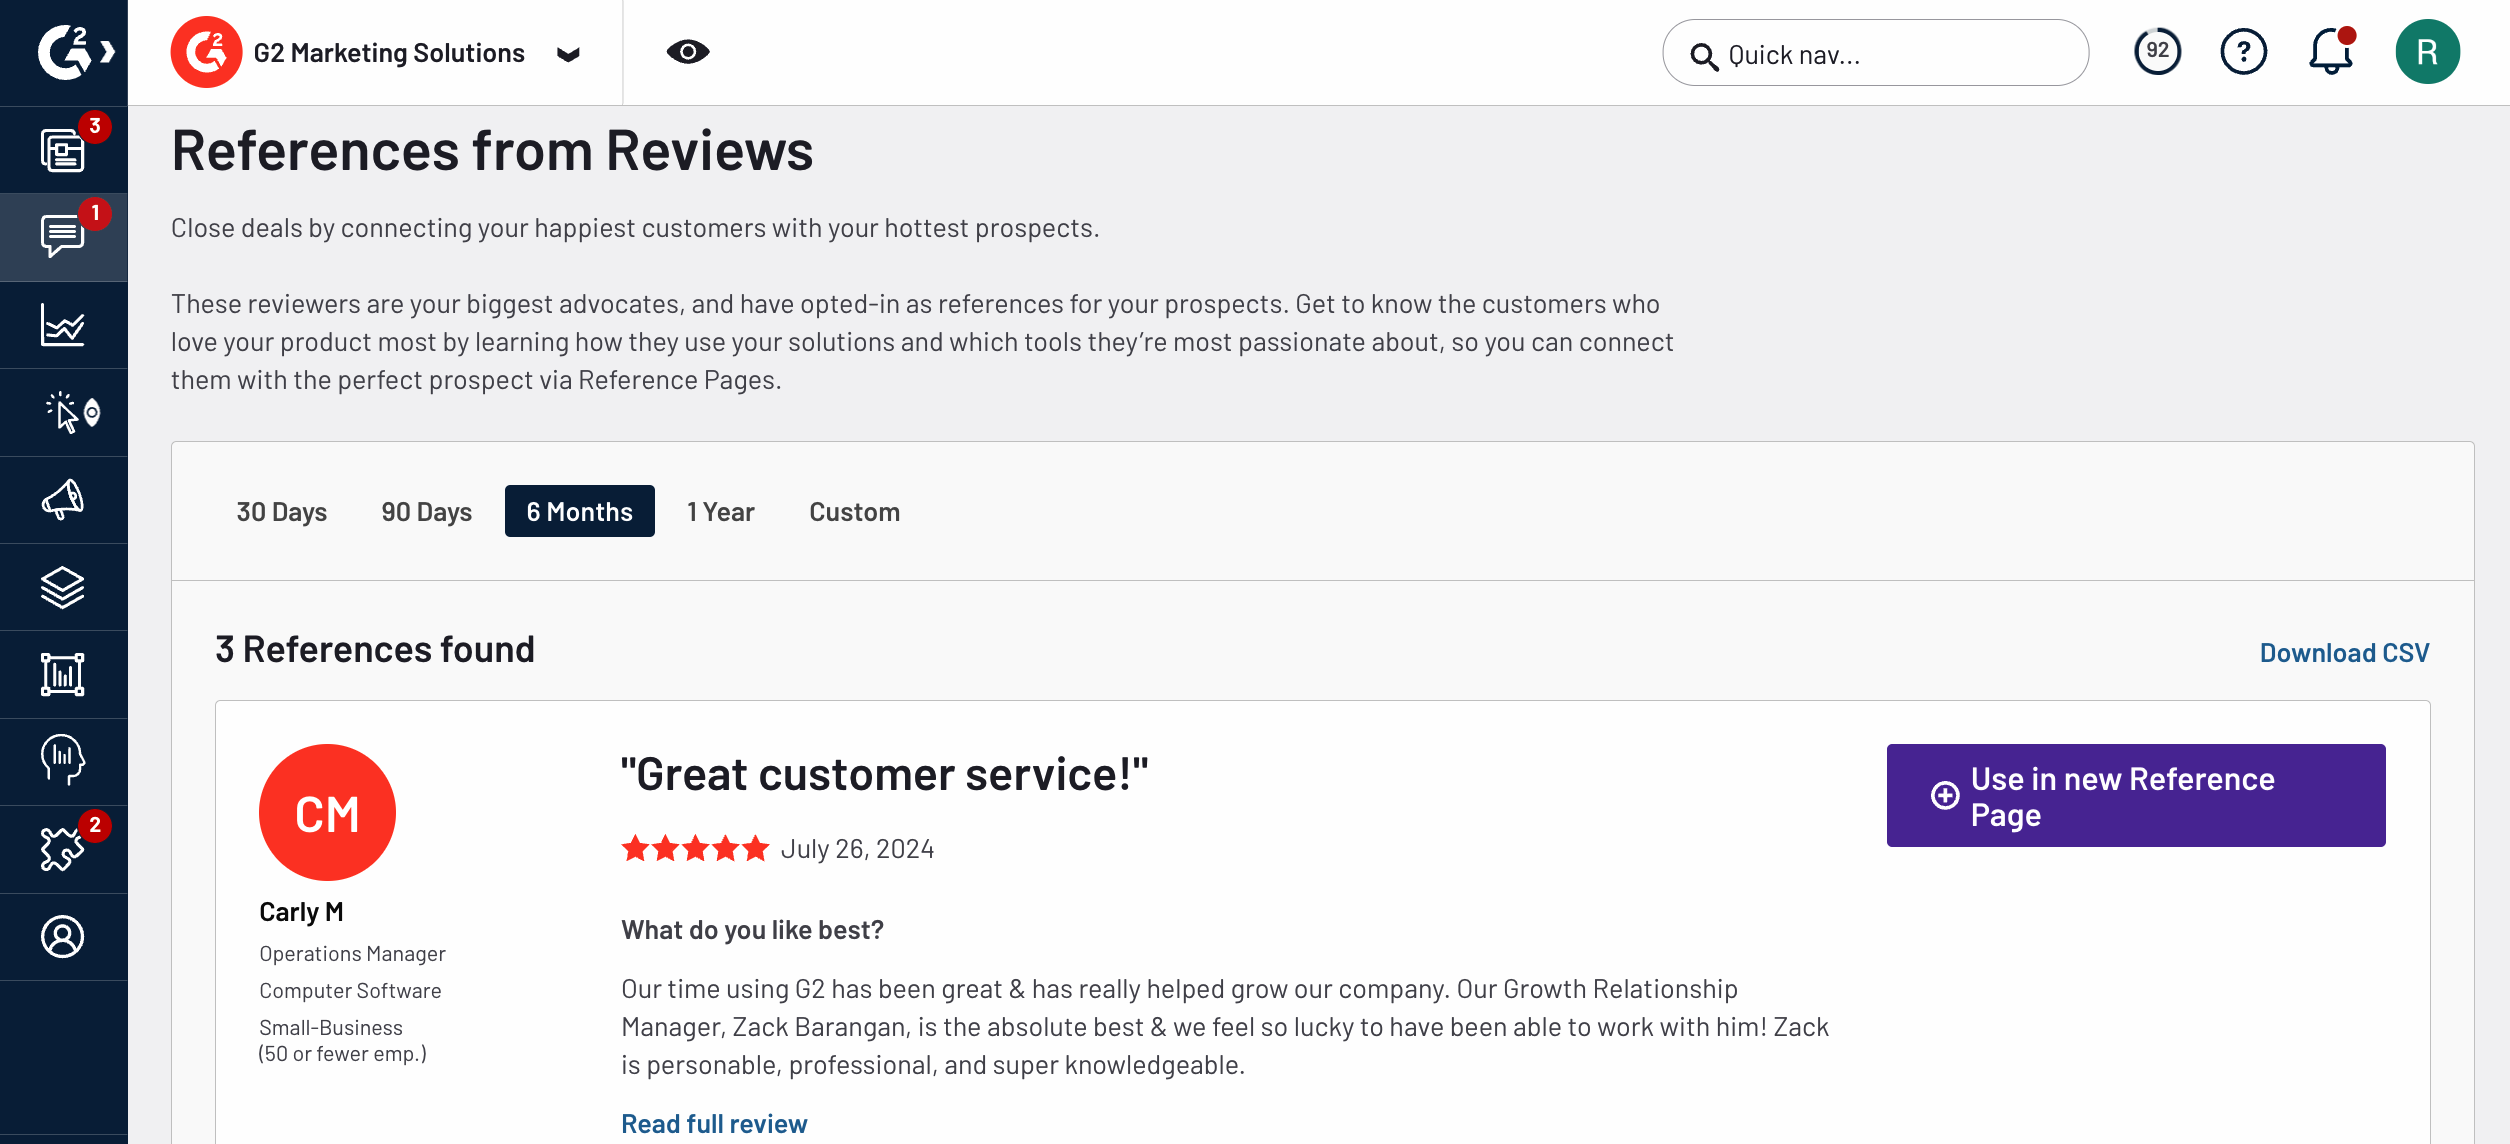 G2 Marketing Solutions
Quick nav...
92
?
R
3
1
2
References from Reviews
Close deals by connecting your happiest customers with your hottest prospects.
These reviewers are your biggest advocates, and have opted-in as references for your prospects. Get to know the customers who
love your product most by learning how they use your solutions and which tools they’re most passionate about, so you can connect
them with the perfect prospect via Reference Pages.
30 Days
90 Days
6 Months
1 Year
Custom
3 References found
Download CSV
CM
Carly M
Operations Manager
Computer Software
Small-Business
(50 or fewer emp.)
"Great customer service!"
July 26, 2024
What do you like best?
Our time using G2 has been great & has really helped grow our company. Our Growth Relationship
Manager, Zack Barangan, is the absolute best & we feel so lucky to have been able to work with him! Zack
is personable, professional, and super knowledgeable.
Read full review
Use in new Reference
Page